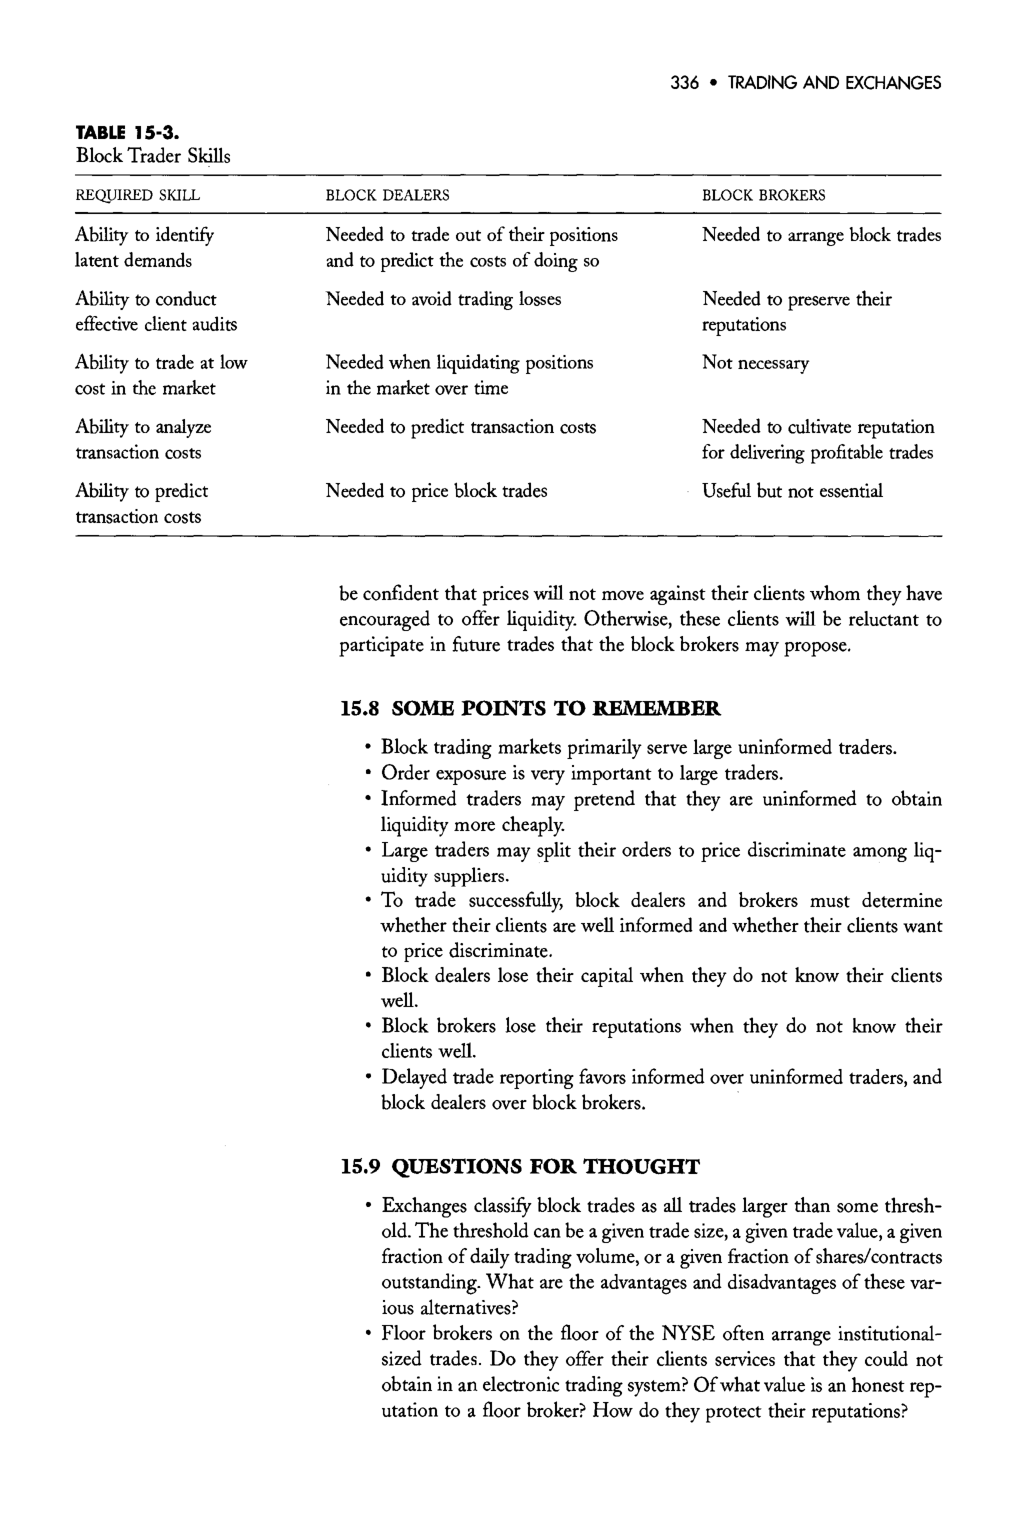 336 • TRADING AND EXCHANGES
TABLE 15-3.
Block Trader Skills
REQUIRED SKILL BLOCK DEALERS BLOCK BROKERS
Ability to identify Needed to trade out of their positions Needed to arrange block trades
latent demands and to predict the costs of doing so
Ability to conduct Needed to avoid trading losses Needed to preserve their
effective client audits reputations
Ability to trade at low Needed when liquidating positions Not necessary
cost in the market in the market over time
Ability to analyze Needed to predict transaction costs Needed to cultivate reputation
transaction costs for delivering profitable trades
Ability to predict Needed to price block trades Useful but not essential
transaction costs
be confident that prices will not move against their clients whom they have
encouraged to offer liquidity. Otherwise, these clients will be reluctant to
participate in future trades that the block brokers may propose.
15.8 SOME POINTS TO REMEMBER
• Block trading markets primarily serve large uninformed traders.
• Order exposure is very important to large traders.
• Informed traders may pretend that they are uninformed to obtain
liquidity more cheaply.
• Large traders may split their orders to price discriminate among liq-
uidity suppliers.
• To trade successfully, block dealers and brokers must determine
whether their clients are well informed and whether their clients want
to price discriminate.
• Block dealers lose their capital when they do not know their clients
well.
• Block brokers lose their reputations when they do not know their
clients well.
• Delayed trade reporting favors informed over uninformed traders, and
block dealers over block brokers.
15.9 QUESTIONS FOR THOUGHT
• Exchanges classify block trades as all trades larger than some thresh-
old. The threshold can be a given trade size, a given trade value, a given
fraction of daily trading volume, or a given fraction of shares/contracts
outstanding. What are the advantages and disadvantages of these var-
ious alternatives?
• Floor brokers on the floor of the NYSE often arrange institutional-
sized trades. Do they offer their clients services that they could not
obtain in an electronic trading system? Of what value is an honest rep-
utation to a floor broker? How do they protect their reputations?